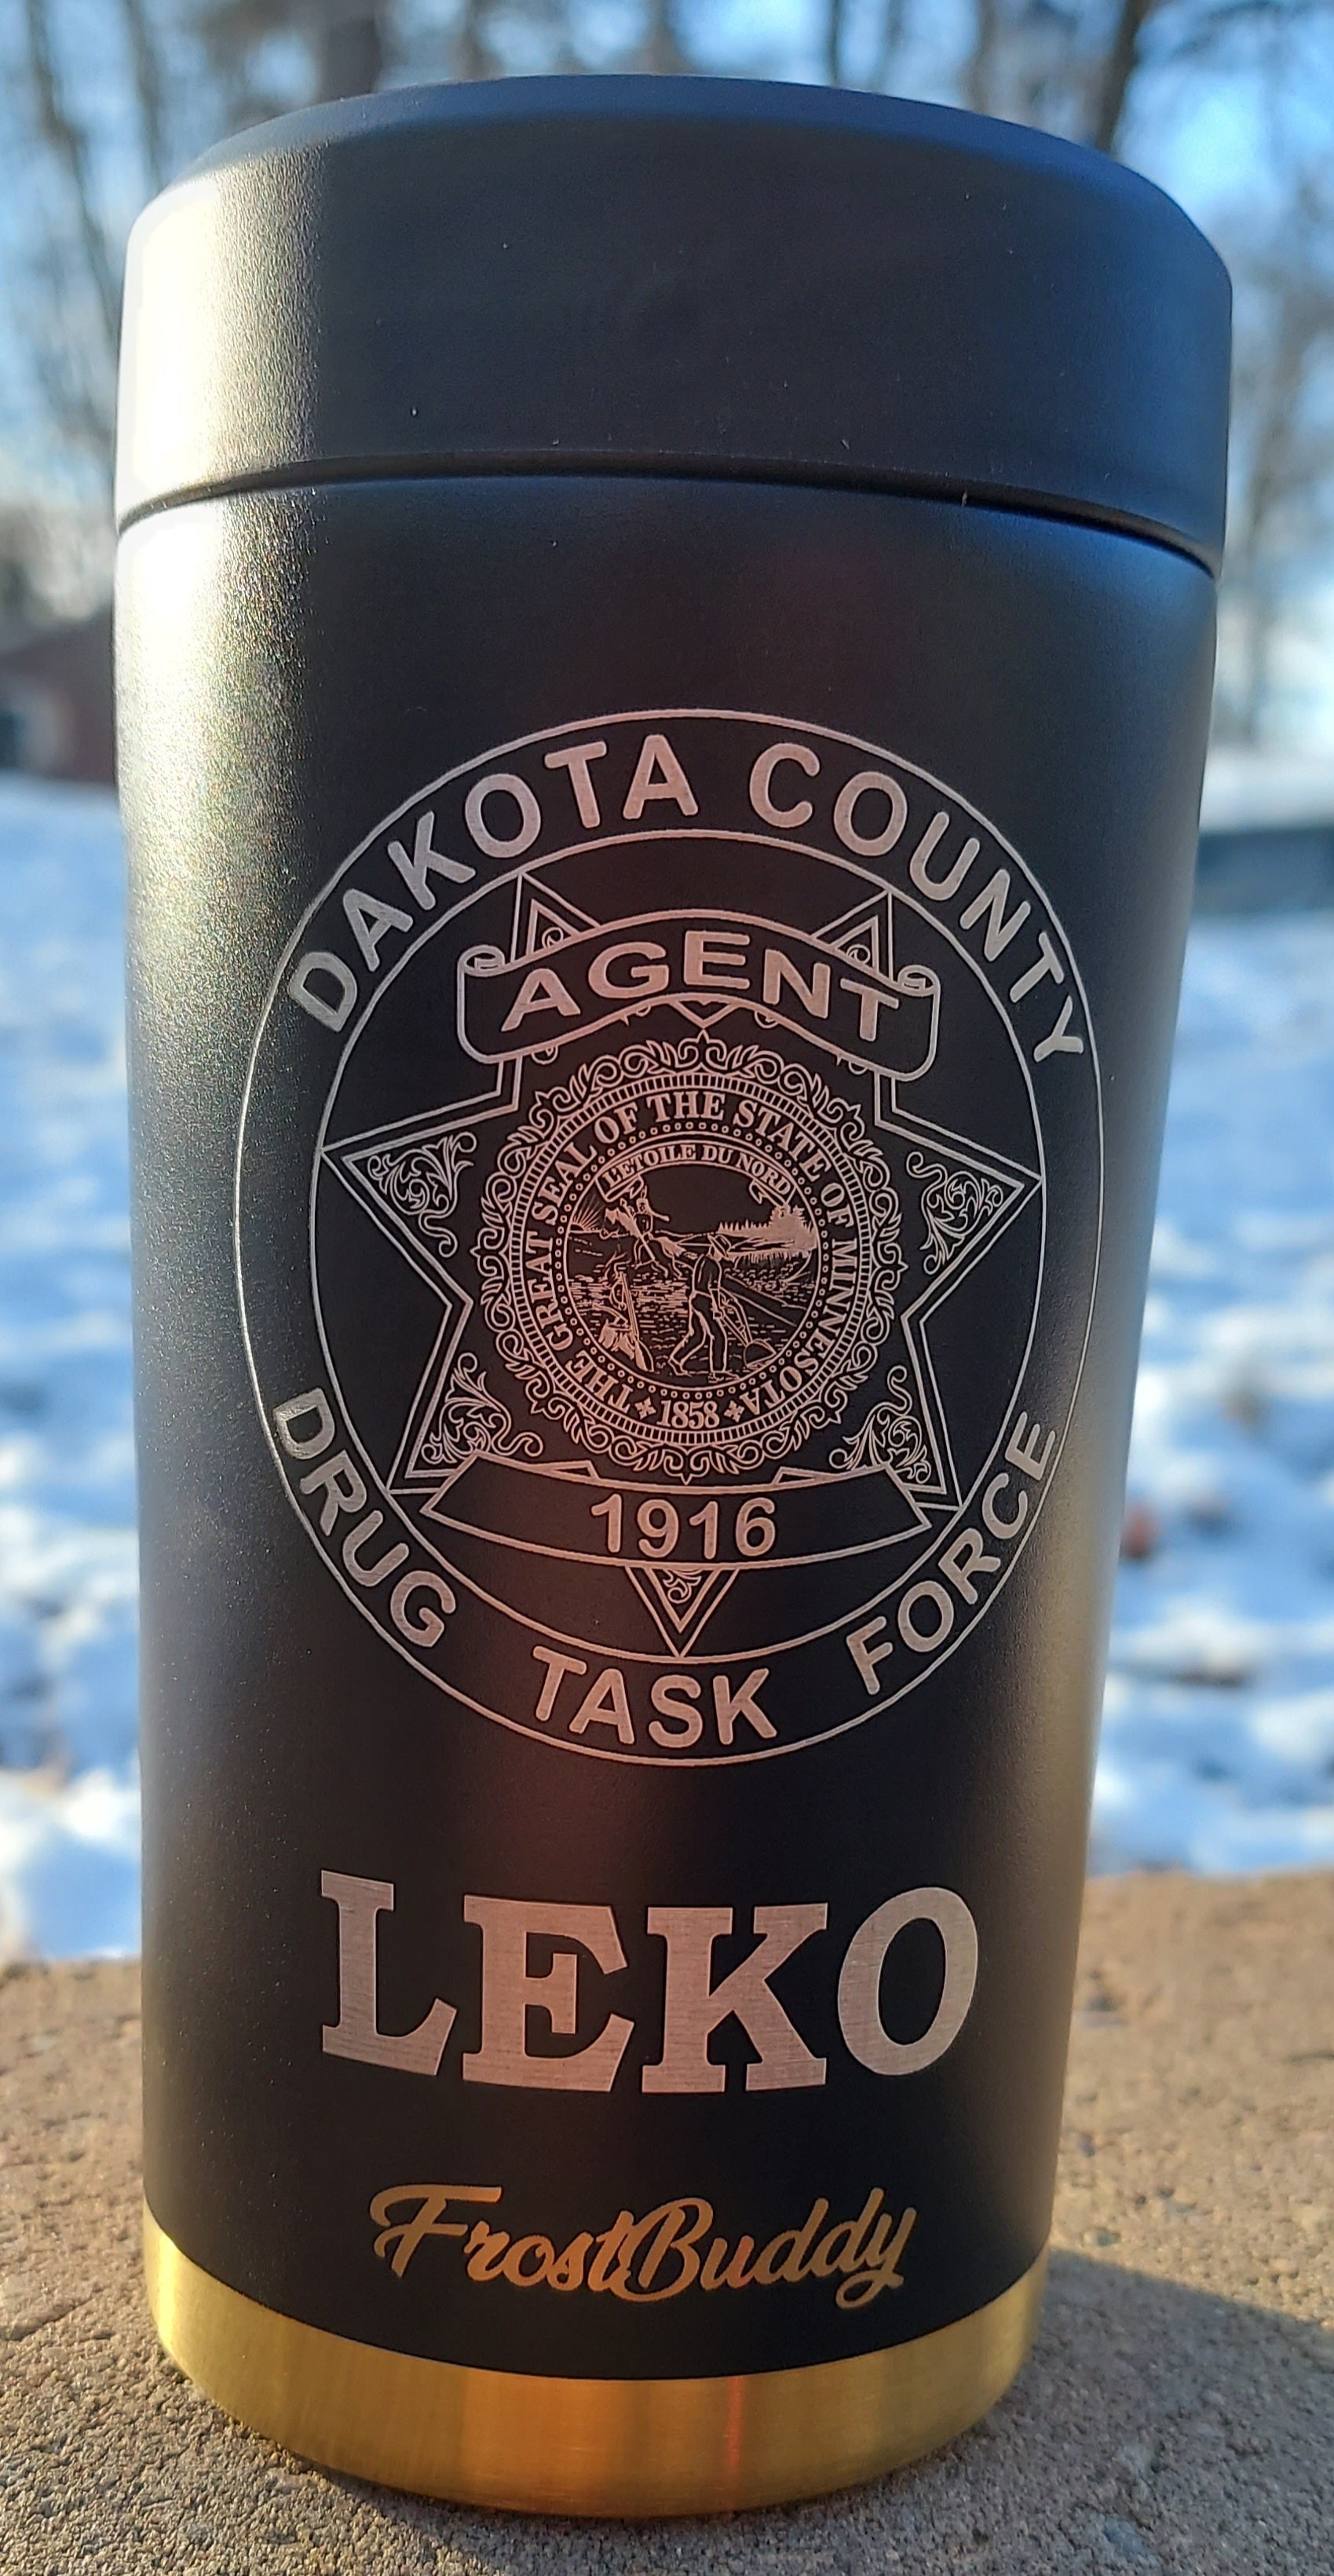 DAKOTA COUNTY
AGENT
THE GREAT SEAL OF THE STATE OF MINNESOTA
L'ETOILE DU NORD
1858
1916
DRUG TASK FORCE
LEKO
FrostBuddy